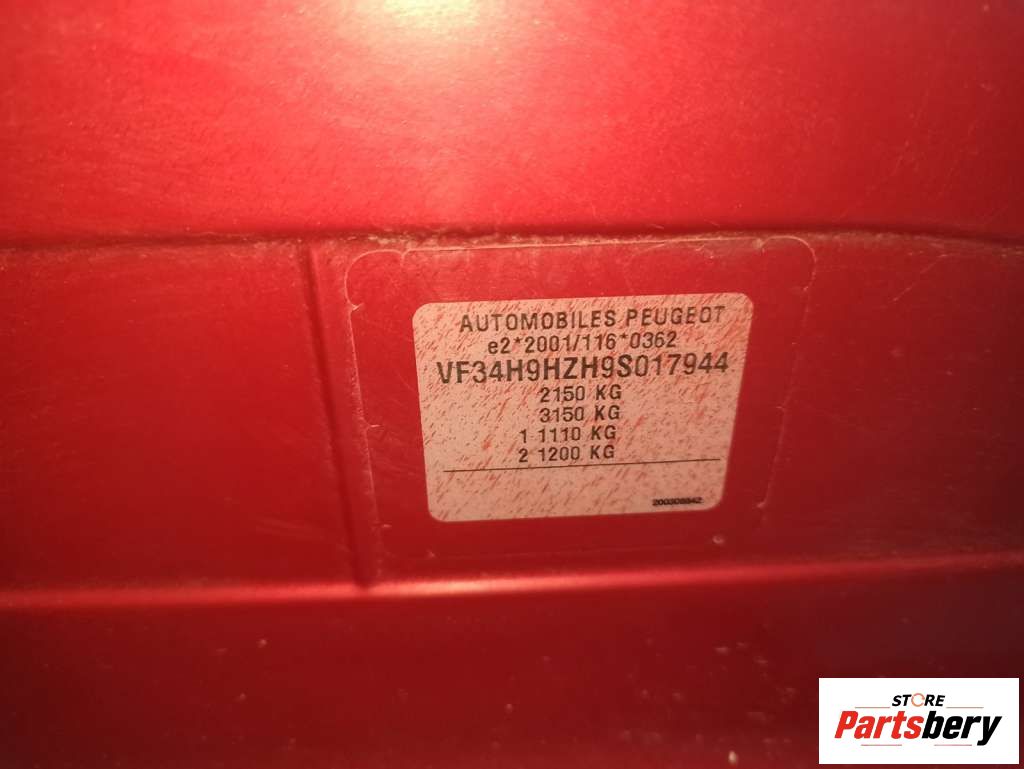 AUTOMOBILES PEUGEOT
e2*2001/116*0362
VF34H9HZH9S017944
2150 KG
3150 KG
1 1110 KG
2 1200 KG
STORE
Partsbery